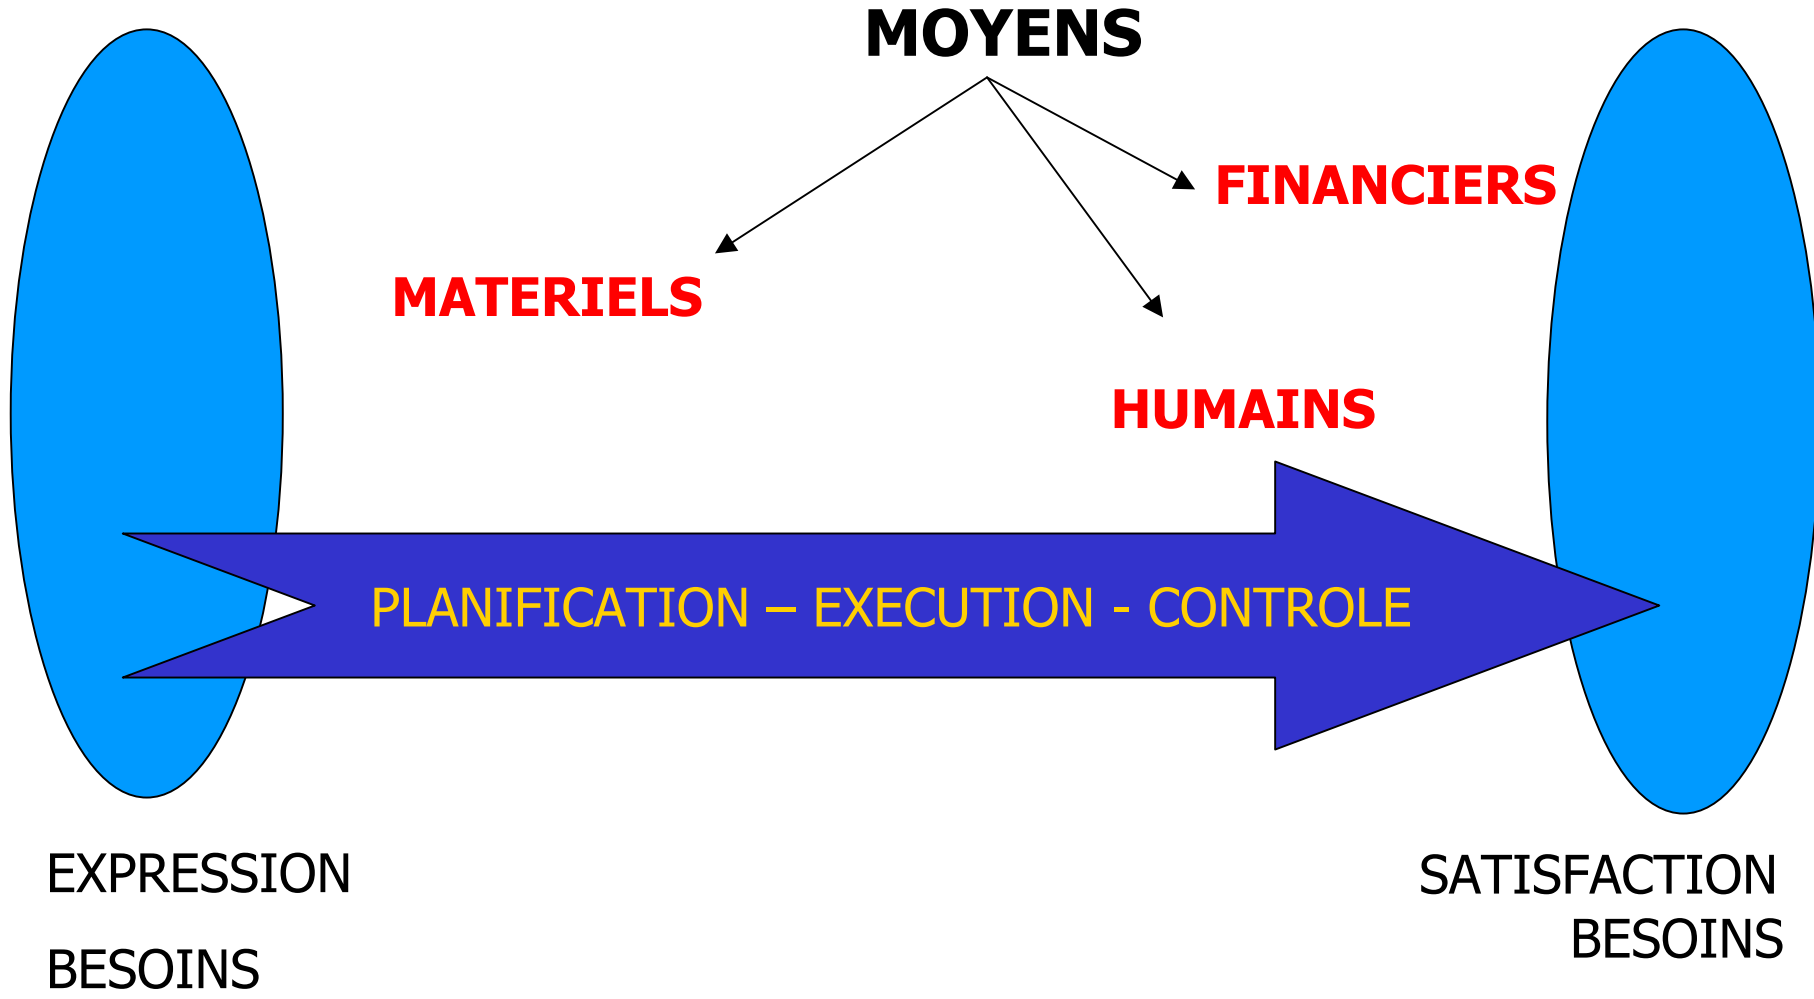 MOYENS
FINANCIERS
MATERIELS
HUMAINS
PLANIFICATION – EXECUTION - CONTROLE
EXPRESSION
BESOINS
SATISFACTION
BESOINS